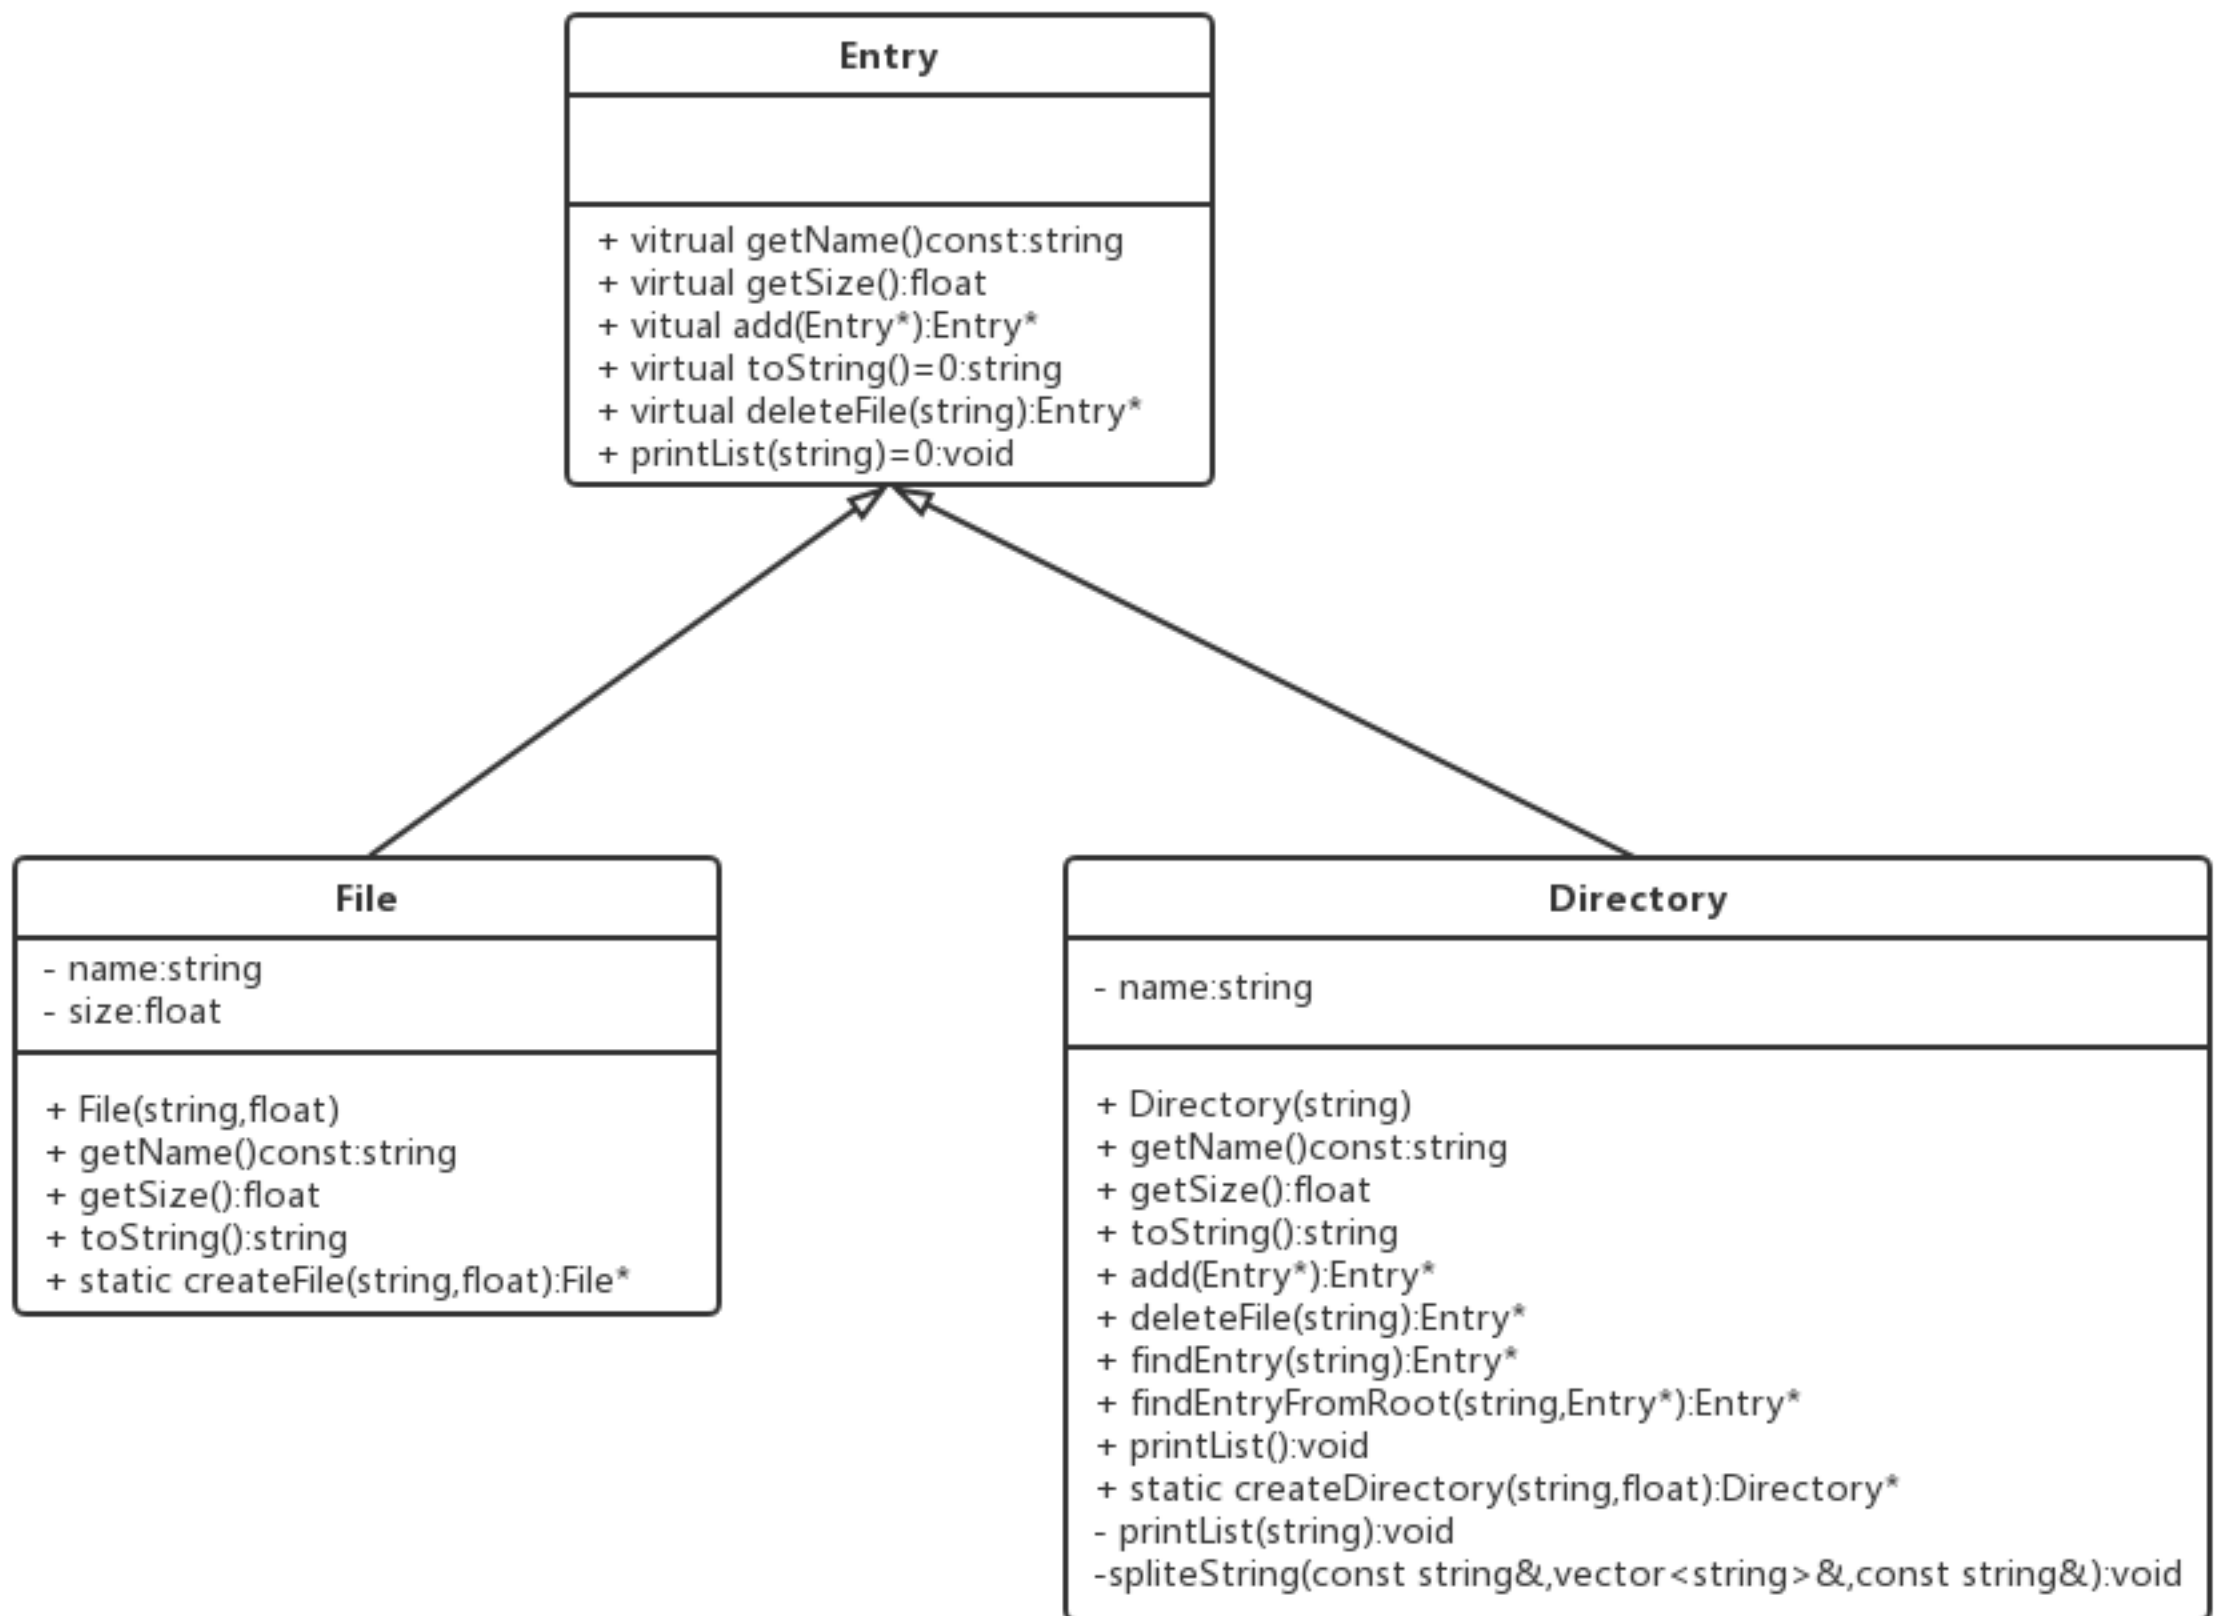 Entry
+ vitrual getName()const:string
+ virtual getSize():float
+ vitual add(Entry*):Entry*
+ virtual toString()=0:string
+ virtual deleteFile(string):Entry*
+ printList(string)=0:void
File
- name:string
- size:float
+ File(string,float)
+ getName()const:string
+ getSize():float
+ toString():string
+ static createFile(string,float):File*
Directory
- name:string
+ Directory(string)
+ getName()const:string
+ getSize():float
+ toString():string
+ add(Entry*):Entry*
+ deleteFile(string):Entry*
+ findEntry(string):Entry*
+ findEntryFromRoot(string,Entry*):Entry*
+ printList():void
+ static createDirectory(string,float):Directory*
- printList(string):void
-spliteString(const string&,vector<string>&,const string&):void